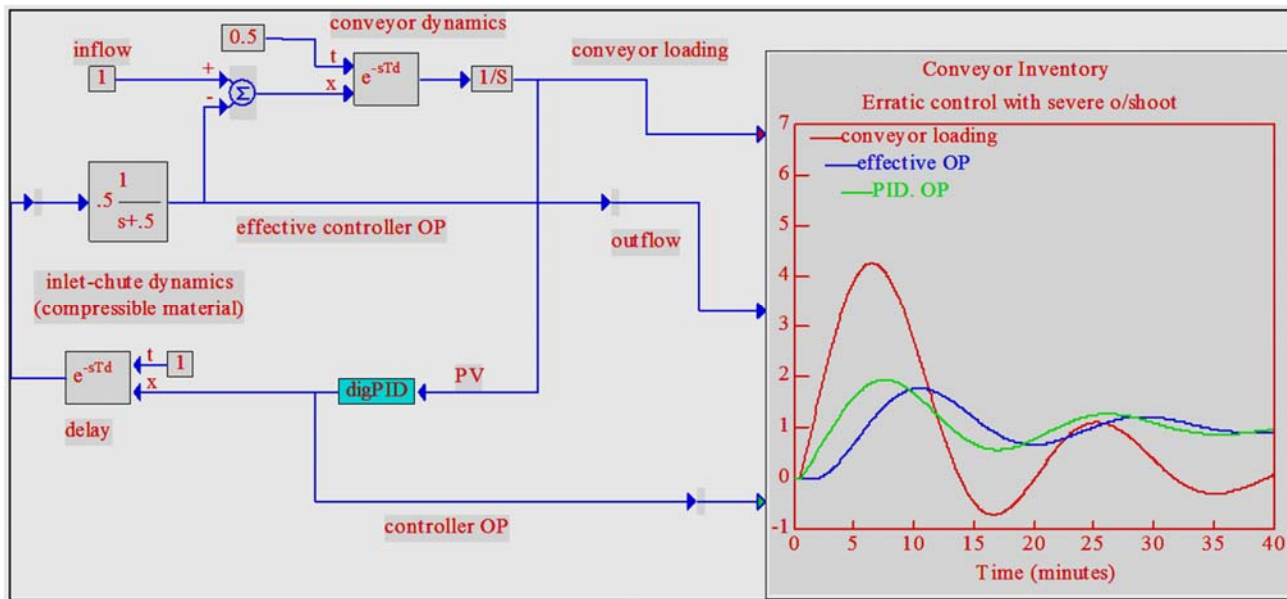 conveyor dynamics
0.5
inflow
t
conveyor loading
1
+
e-sTd
1/S
-
Σ
x
.5
1
s+.5
effective controller OP
outflow
inlet-chute dynamics
(compressible material)
e-sTd
t
1
x
digPID
PV
delay
controller OP
Conveyor Inventory
Erratic control with severe o/shoot
conveyor loading
effective OP
PID. OP
7
6
5
4
3
2
1
0
-1
0 5 10 15 20 25 30 35 40
Time (minutes)